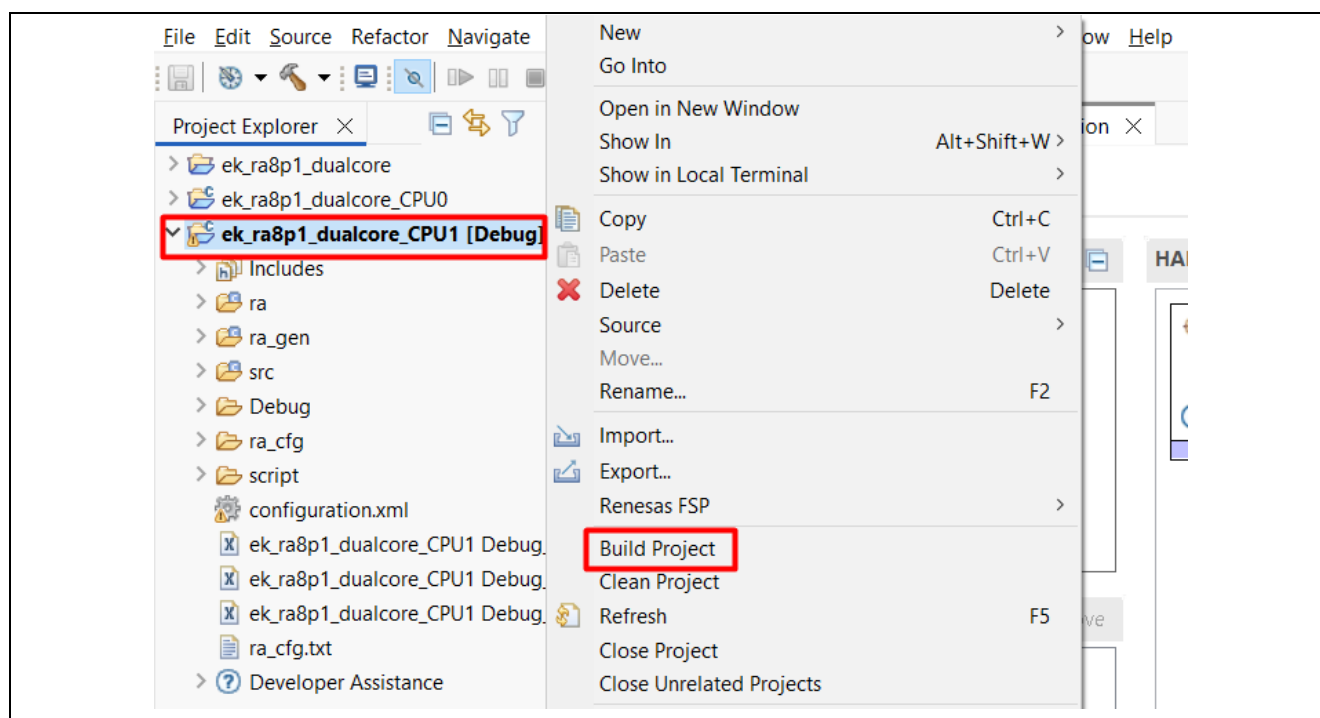 File Edit Source Refactor Navigate
ow Help
Project Explorer
ek_ra8p1_dualcore
ek_ra8p1_dualcore_CPU0
ek_ra8p1_dualcore_CPU1 [Debug]
Includes
ra
ra_gen
src
Debug
ra_cfg
script
configuration.xml
ek_ra8p1_dualcore_CPU1 Debug_
ek_ra8p1_dualcore_CPU1 Debug_
ek_ra8p1_dualcore_CPU1 Debug_
ra_cfg.txt
Developer Assistance
New
Go Into
Open in New Window
Show In Alt+Shift+W >
Show in Local Terminal
Copy Ctrl+C
Paste Ctrl+V
Delete Delete
Source
Move...
Rename... F2
Import...
Export...
Renesas FSP
Build Project
Clean Project
Refresh F5
Close Project
Close Unrelated Projects
ion
HA
ve